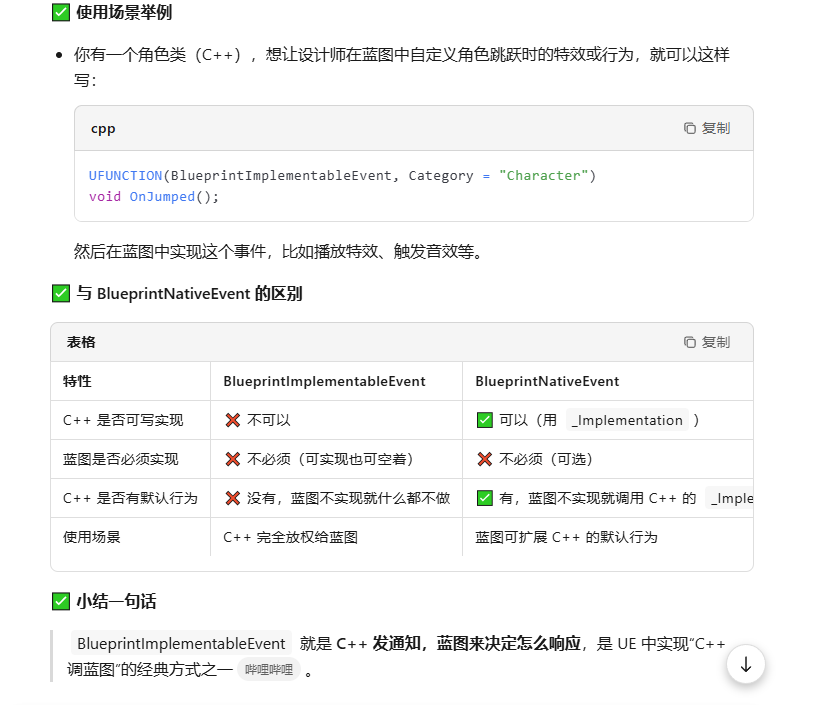 ✅ 使用场景举例
• 你有一个角色类（C++），想让设计师在蓝图中自定义角色跳跃时的特效或行为，就可以这样
写：
cpp
复制
UFUNCTION(BlueprintImplementableEvent, Category = "Character")
void OnJumped();
然后在蓝图中实现这个事件，比如播放特效、触发音效等。
✅ 与 BlueprintNativeEvent 的区别
表格
复制
特性 BlueprintImplementableEvent BlueprintNativeEvent
C++ 是否可写实现 ❌ 不可以 ✅ 可以（用 _Implementation ）
蓝图是否必须实现 ❌ 不必须（可实现也可空着） ❌ 不必须（可选）
C++ 是否有默认行为 ❌ 没有，蓝图不实现就什么都不做 ✅ 有，蓝图不实现就调用 C++ 的 _Imple
使用场景 C++ 完全放权给蓝图 蓝图可扩展 C++ 的默认行为
✅ 小结一句话
BlueprintImplementableEvent 就是 C++ 发通知，蓝图来决定怎么响应，是 UE 中实现“C++
调蓝图”的经典方式之一 哔哩哔哩 。